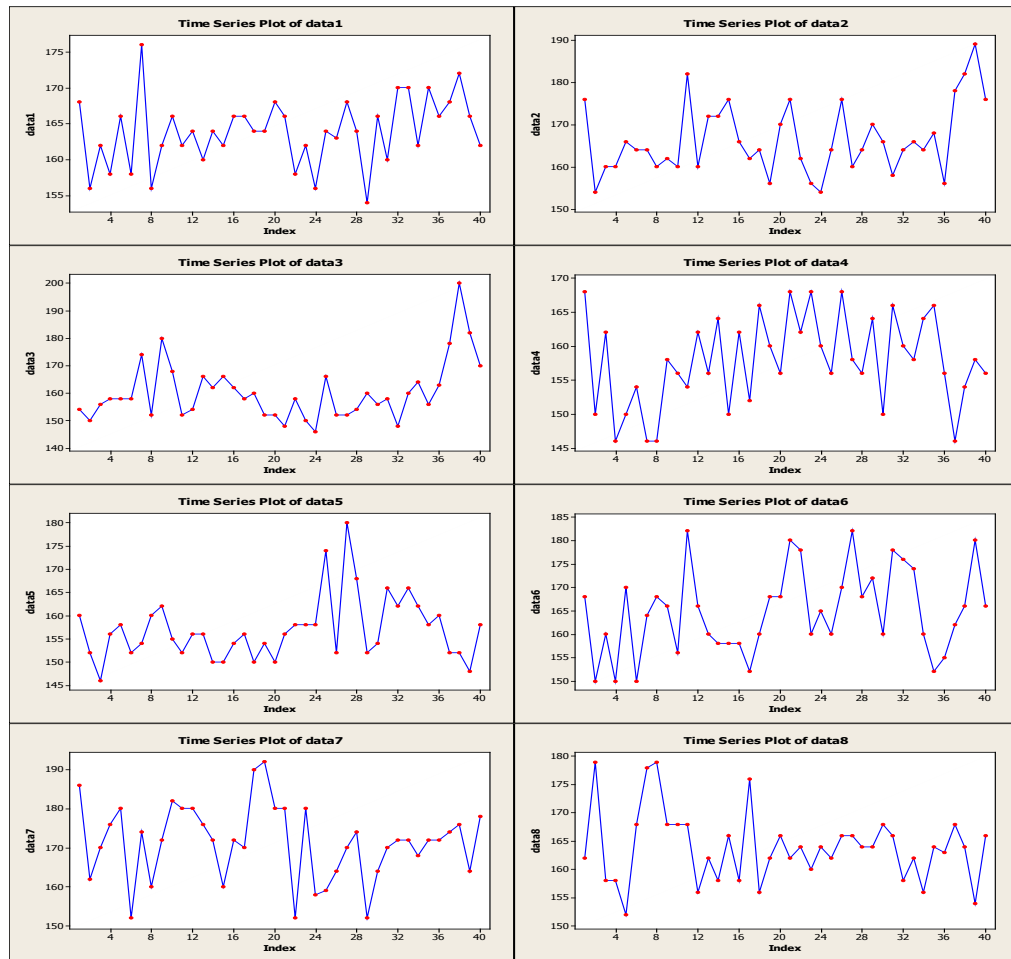 Time Series Plot of data1
175
170
165
160
155
data1
4 8 12 16 20 24 28 32 36 40
Index
Time Series Plot of data2
190
180
170
160
150
data2
4 8 12 16 20 24 28 32 36 40
Index
Time Series Plot of data3
200
190
180
170
160
150
140
data3
4 8 12 16 20 24 28 32 36 40
Index
Time Series Plot of data4
170
165
160
155
150
145
data4
4 8 12 16 20 24 28 32 36 40
Index
Time Series Plot of data5
180
175
170
165
160
155
150
145
data5
4 8 12 16 20 24 28 32 36 40
Index
Time Series Plot of data6
185
180
175
170
165
160
155
150
data6
4 8 12 16 20 24 28 32 36 40
Index
Time Series Plot of data7
190
180
170
160
150
data7
4 8 12 16 20 24 28 32 36 40
Index
Time Series Plot of data8
180
175
170
165
160
155
150
data8
4 8 12 16 20 24 28 32 36 40
Index